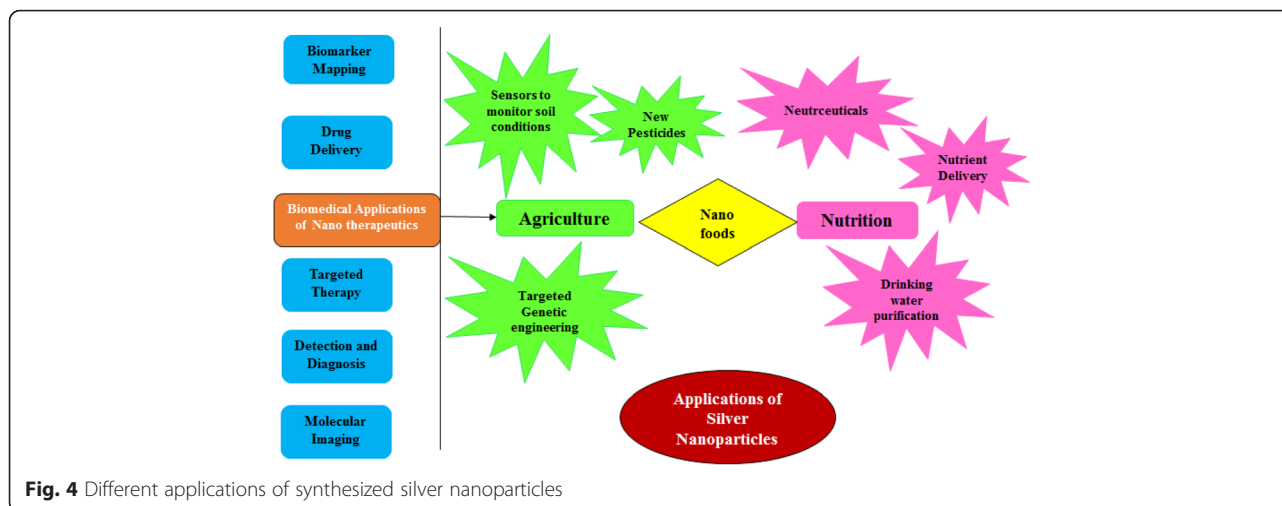 Biomarker
Mapping
Drug
Delivery
Biomedical Applications
of Nano therapeutics
Targeted
Therapy
Detection and
Diagnosis
Molecular
Imaging
Sensors to
monitor soil
conditions
New
Pesticides
Agriculture
Targeted
Genetic
engineering
Nano
foods
Neutrceuticals
Nutrient
Delivery
Nutrition
Drinking
water
purification
Applications of
Silver
Nanoparticles
Fig. 4 Different applications of synthesized silver nanoparticles